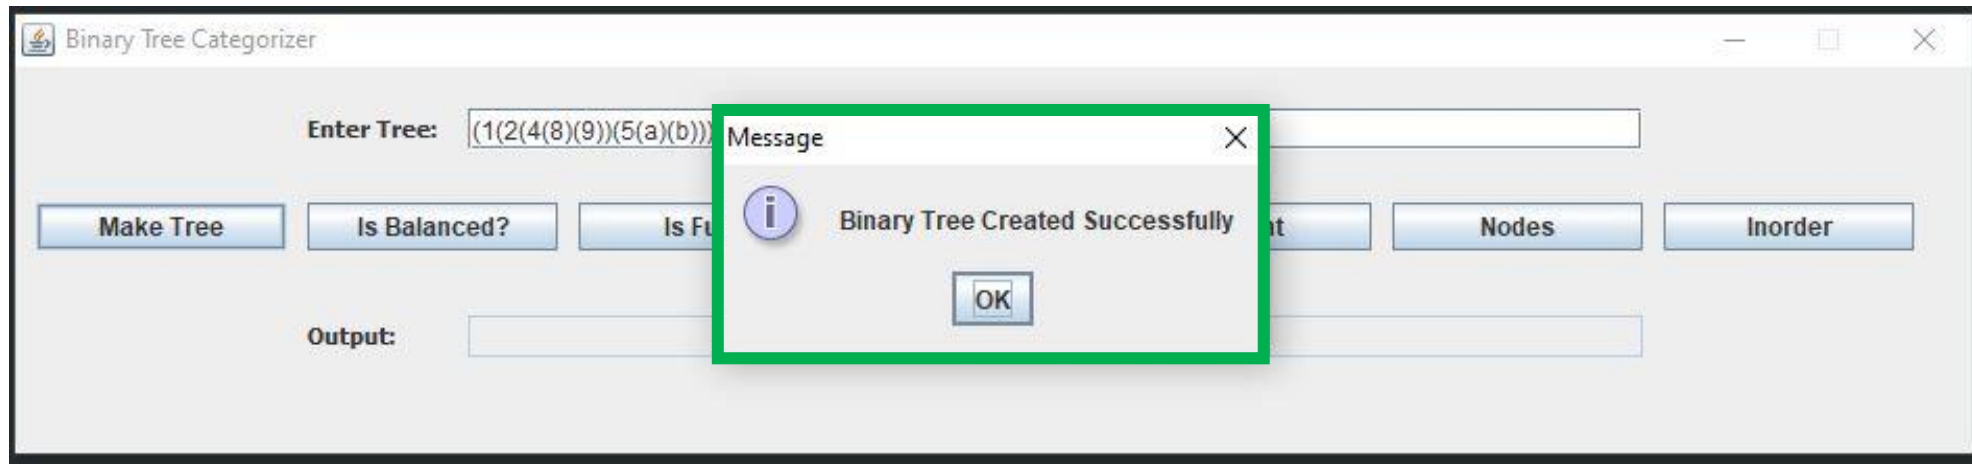 Binary Tree Categorizer
Enter Tree: (1(2(4(8)(9))(5(a)(b)))
Message
Binary Tree Created Successfully
OK
Make Tree Is Balanced? Is Nodes Inorder
Output: